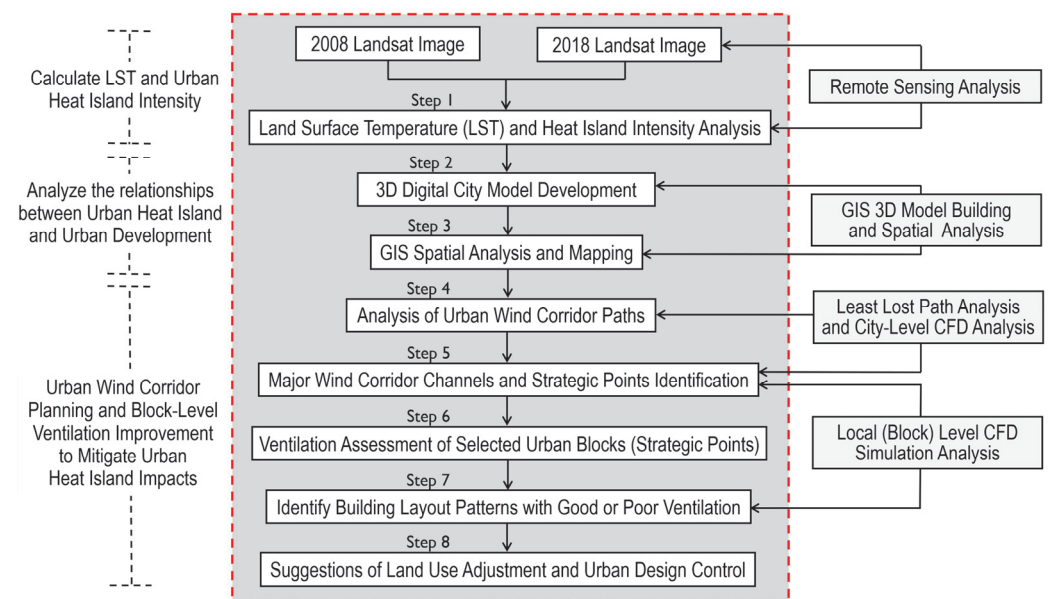 2008 Landsat Image
2018 Landsat Image
Calculate LST and Urban
Heat Island Intensity
Remote Sensing Analysis
Step 1
Land Surface Temperature (LST) and Heat Island Intensity Analysis
Step 2
3D Digital City Model Development
Analyze the relationships
between Urban Heat Island
and Urban Development
GIS 3D Model Building
and Spatial Analysis
Step 3
GIS Spatial Analysis and Mapping
Step 4
Analysis of Urban Wind Corridor Paths
Least Lost Path Analysis
and City-Level CFD Analysis
Step 5
Major Wind Corridor Channels and Strategic Points Identification
Urban Wind Corridor
Planning and Block-Level
Ventilation Improvement
to Mitigate Urban
Heat Island Impacts
Step 6
Ventilation Assessment of Selected Urban Blocks (Strategic Points)
Local (Block) Level CFD
Simulation Analysis
Step 7
Identify Building Layout Patterns with Good or Poor Ventilation
Step 8
Suggestions of Land Use Adjustment and Urban Design Control